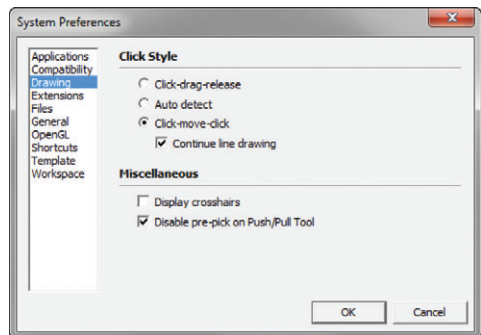 System Preferences
Applications
Compatibility
Drawing
Extensions
Files
General
OpenGL
Shortcuts
Template
Workspace
Click Style
Click-drag-release
Auto detect
Click-move-click
Continue line drawing
Miscellaneous
Display crosshairs
Disable pre-pick on Push/Pull Tool
OK
Cancel